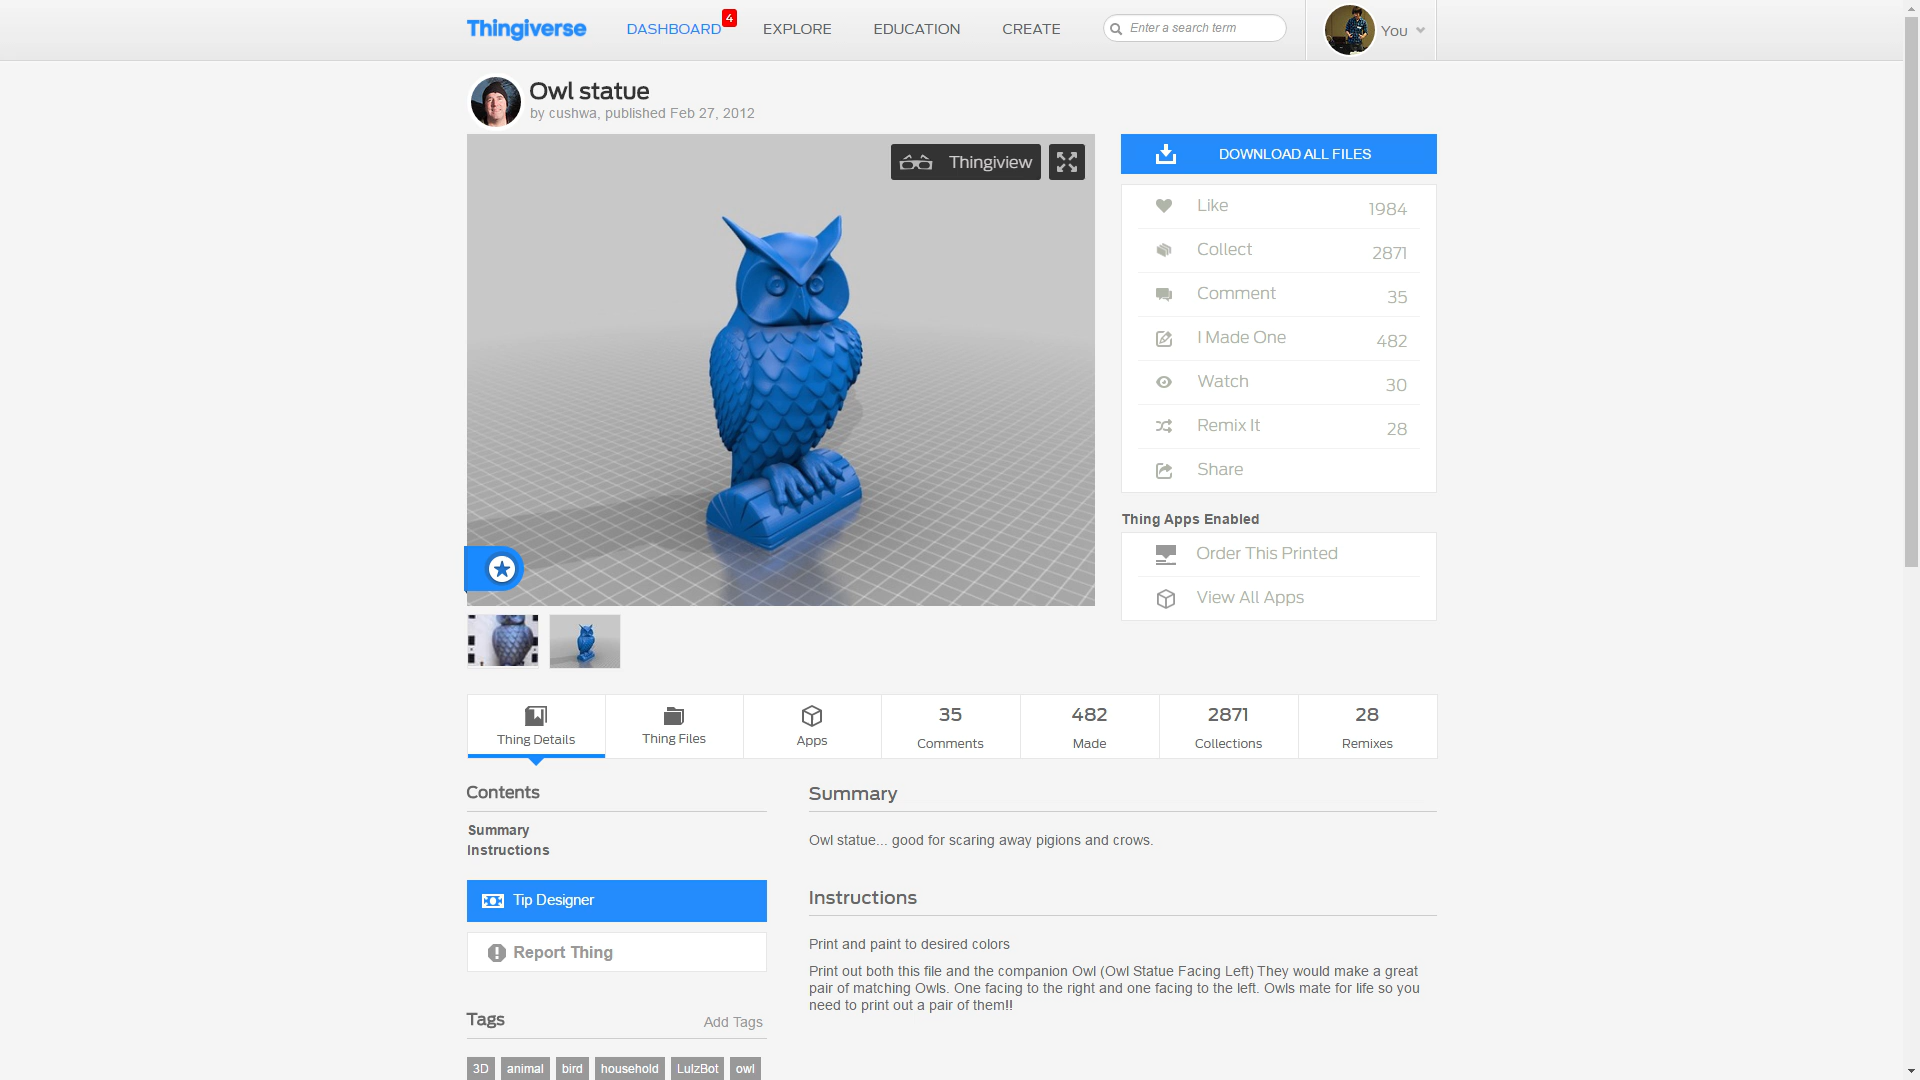 Thingiverse
DASHBOARD 4
EXPLORE
EDUCATION
CREATE
Enter a search term
You
Owl statue
by cushwa, published Feb 27, 2012
Thingiview
DOWNLOAD ALL FILES
Like 1984
Collect 2871
Comment 35
I Made One 482
Watch 30
Remix It 28
Share
Thing Apps Enabled
Order This Printed
View All Apps
Thing Details
Thing Files
Apps
35 Comments
482 Made
2871 Collections
28 Remixes
Contents
Summary
Instructions
Tip Designer
Report Thing
Tags
Add Tags
3D animal bird household LulzBot owl
Summary
Owl statue... good for scaring away pigions and crows.
Instructions
Print and paint to desired colors
Print out both this file and the companion Owl (Owl Statue Facing Left) They would make a great
pair of matching Owls. One facing to the right and one facing to the left. Owls mate for life so you
need to print out a pair of them!!